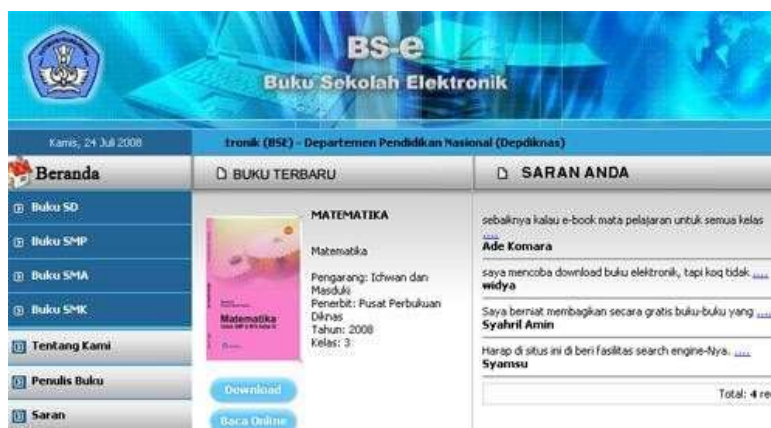 BS-e
Buku Sekolah Elektronik
Kamis, 24 Juli 2008
tronik (BSE) - Departemen Pendidikan Nasional (Depdiknas)
Beranda
Buku SD
Buku SMP
Buku SMA
Buku SMK
Tentang Kami
Penulis Buku
Saran
BUKU TERBARU
MATEMATIKA
Matematika
Pengarang: Ichwan dan
Masduki
Penerbit: Pusat Perbukuan
Diknas
Tahun: 2008
Kelas: 3
Matematika
Download
Baca Online
SARAN ANDA
sebaiknya kalau e-book mata pelajaran untuk semua kelas
....
Ade Komara
saya mencoba download buku elektronik, tapi koq tidak ....
widya
Saya berniat membagkan secara gratis buku-buku yang ....
Syahril Amin
Harap di situs ini di beri fasilitas search engine-Nya. ....
Syamsu
Total: 4 re